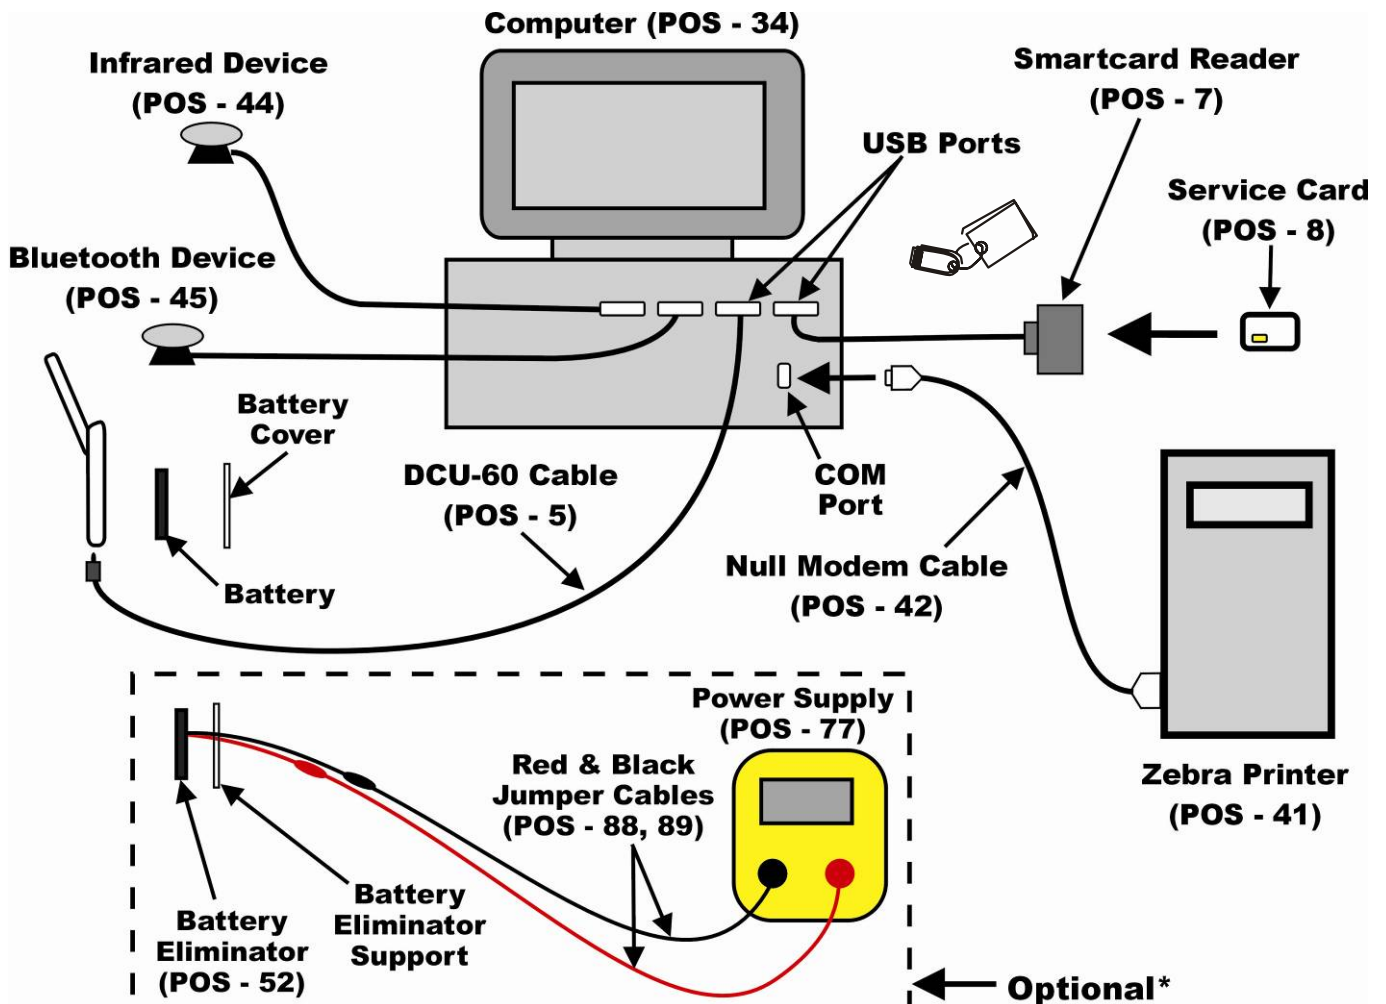 Computer (POS - 34)
Infrared Device
(POS - 44)
Smartcard Reader
(POS - 7)
USB Ports
Service Card
(POS - 8)
Bluetooth Device
(POS - 45)
Battery
Cover
DCU-60 Cable
(POS - 5)
COM
Port
Battery
Null Modem Cable
(POS - 42)
Power Supply
(POS - 77)
Red & Black
Jumper Cables
(POS - 88, 89)
Zebra Printer
(POS - 41)
Battery
Eliminator
Support
Battery
Eliminator
(POS - 52)
Optional*